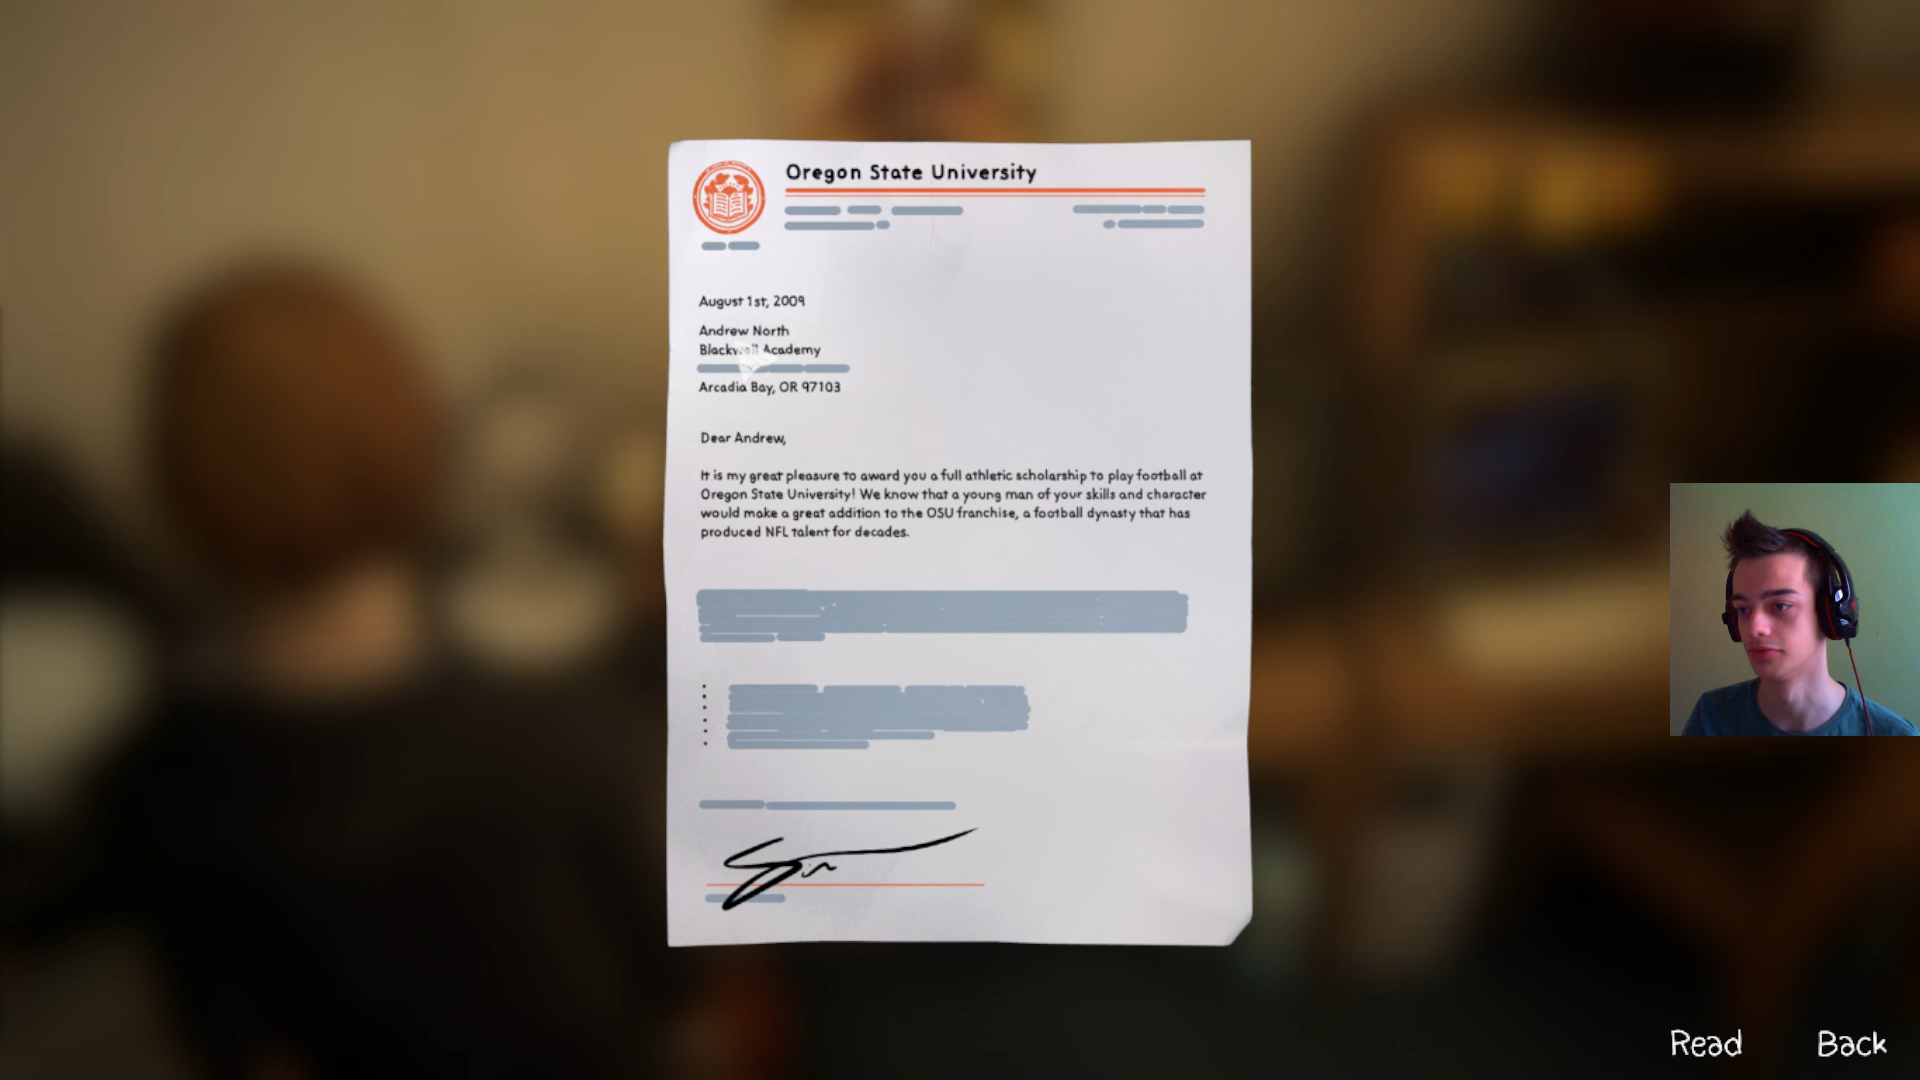 Oregon State University
August 1st, 2009
Andrew North
Blackwell Academy
Arcadia Bay, OR 97103
Dear Andrew,
It is my great pleasure to award you a full athletic scholarship to play football at
Oregon State University! We know that a young man of your skills and character
would make a great addition to the OSU franchise, a football dynasty that has
produced NFL talent for decades.
Read
Back